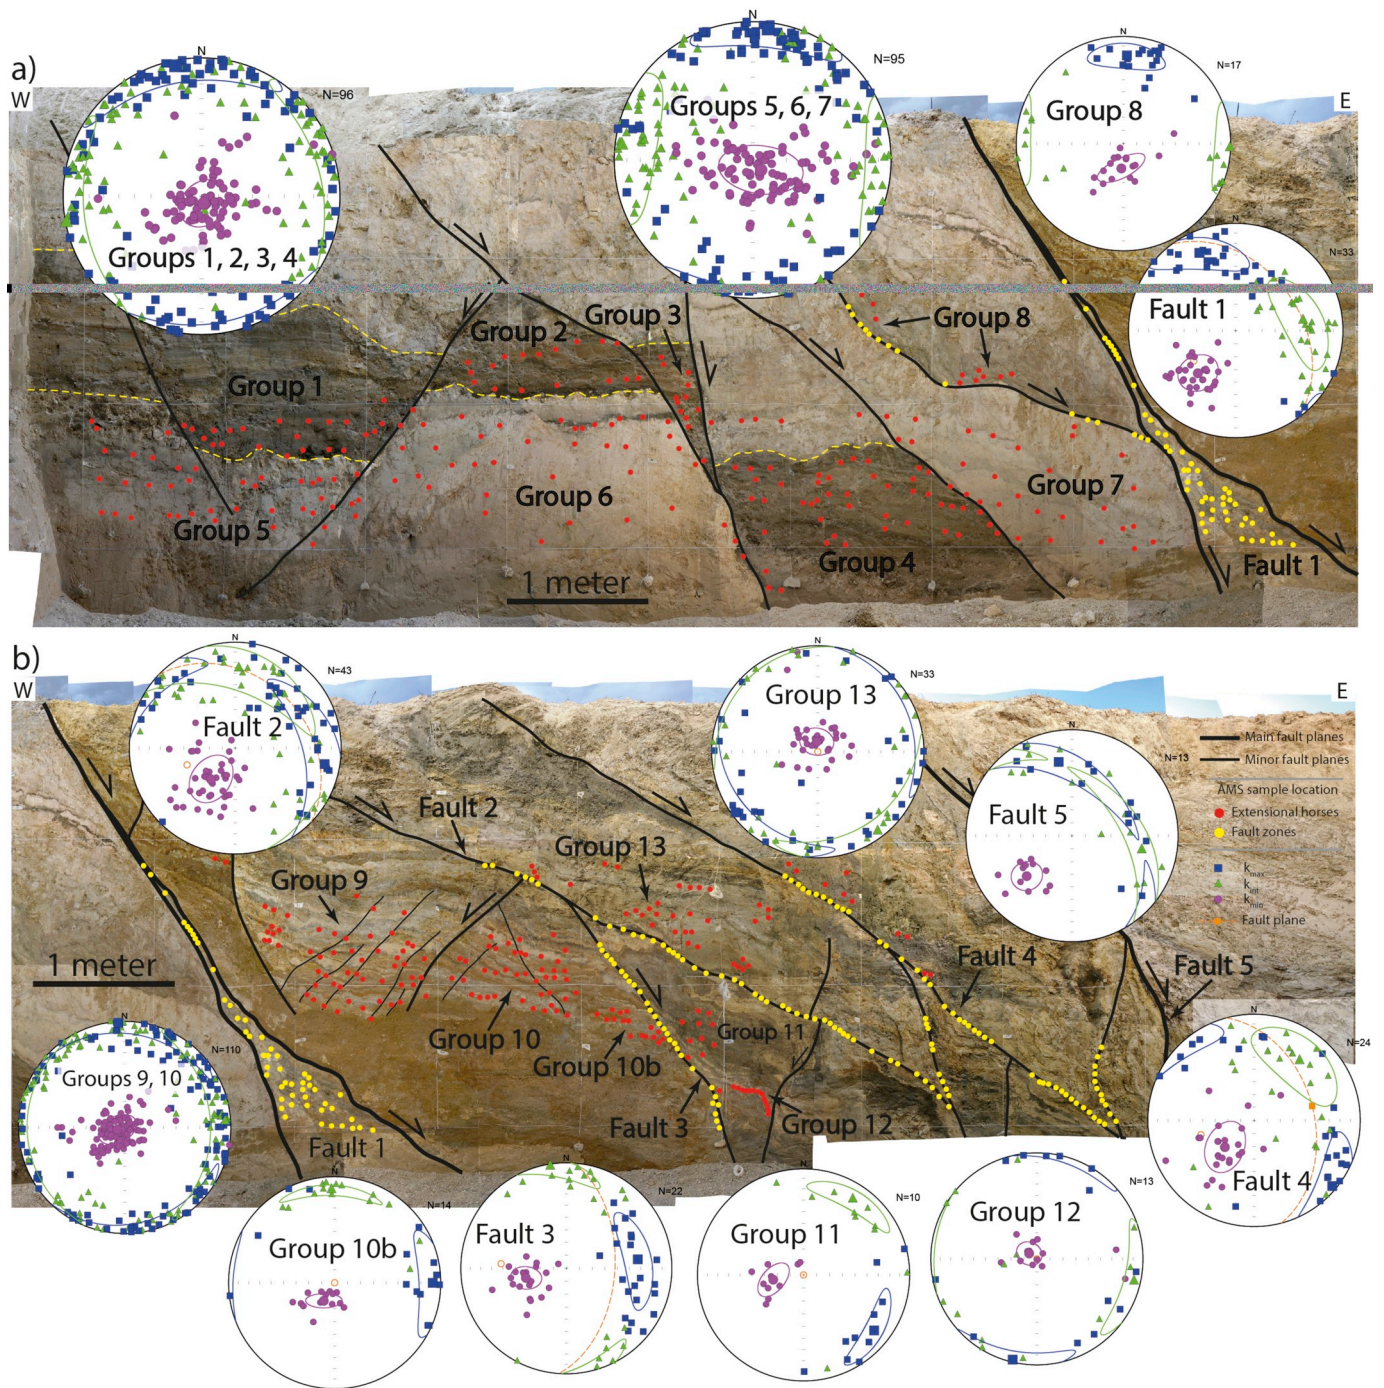 a)
W
E
N
N=96
Groups 1, 2, 3, 4
N
N=95
Groups 5, 6, 7
N
N=17
Group 8
N
N=33
Fault 1
Group 1
Group 2
Group 3
Group 8
Group 5
Group 6
Group 7
Group 4
Fault 1
1 meter
b)
W
E
N
N=43
Fault 2
N
N=33
Group 13
N
N=13
Fault 5
Main fault planes
Minor fault planes
AMS sample location
Extensional horses
Fault zones
kmax
kint
kmin
Fault plane
Fault 2
Group 13
Group 9
Fault 4
Fault 5
1 meter
Group 10
Group 10b
Group 11
Fault 3
Group 12
Fault 1
N
N=110
Groups 9, 10
N
N=24
Fault 4
N
N=14
Group 10b
N
N=22
Fault 3
N
N=10
Group 11
N
N=13
Group 12